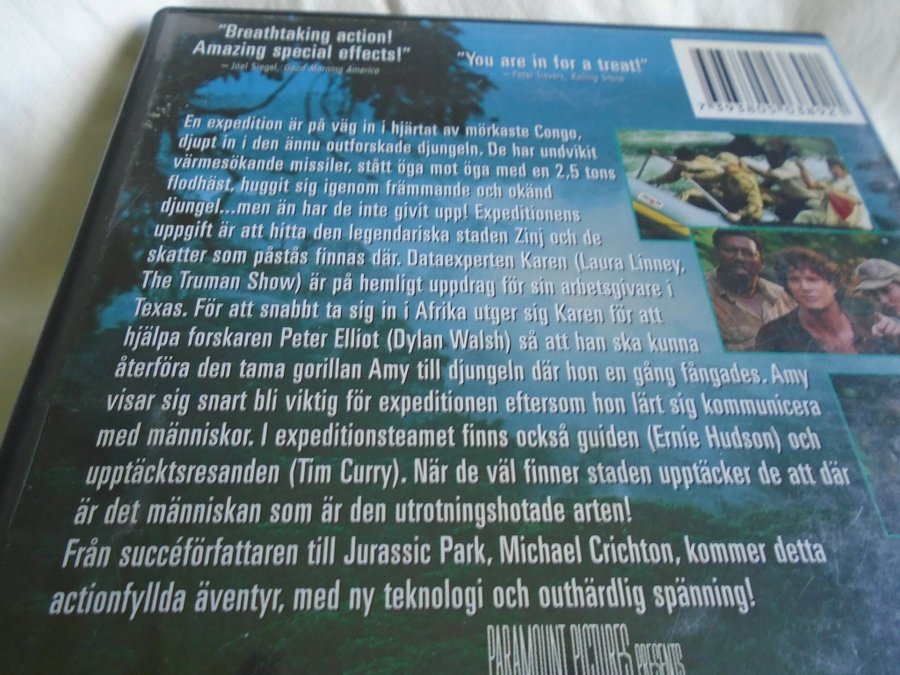 "Breathtaking action!
Amazing special effects!"
– Joel Siegel, Good Morning America
"You are in for a treat!"
– Peter Travers, Rolling Stone
7 393803 038923
En expedition är på väg in i hjärtat av mörkaste Congo,
djupt in i den ännu outforskade djungeln. De har undvikit
värmesökande missiler, stått öga mot öga med en 2,5 tons
flodhäst, huggit sig igenom främmande och okänd
djungel...men än har de inte givit upp! Expeditionens
uppgift är att hitta den legendariska staden Zinj och de
skatter som påstås finnas där. Dataexperten Karen (Laura Linney,
The Truman Show) är på hemligt uppdrag för sin arbetsgivare i
Texas. För att snabbt ta sig in i Afrika utger sig Karen för att
hjälpa forskaren Peter Elliot (Dylan Walsh) så att han ska kunna
återföra den tama gorillan Amy till djungeln där hon en gång fångades. Amy
visar sig snart bli viktig för expeditionen eftersom hon lärt sig kommunicera
med människor. I expeditionsteamet finns också guiden (Ernie Hudson) och
upptäcktsresanden (Tim Curry). När de väl finner staden upptäcker de att där
är det människan som är den utrotningshotade arten!
Från succéförfattaren till Jurassic Park, Michael Crichton, kommer detta
actionfyllda äventyr, med ny teknologi och outhärdlig spänning!
PARAMOUNT PICTURES PRESENTS